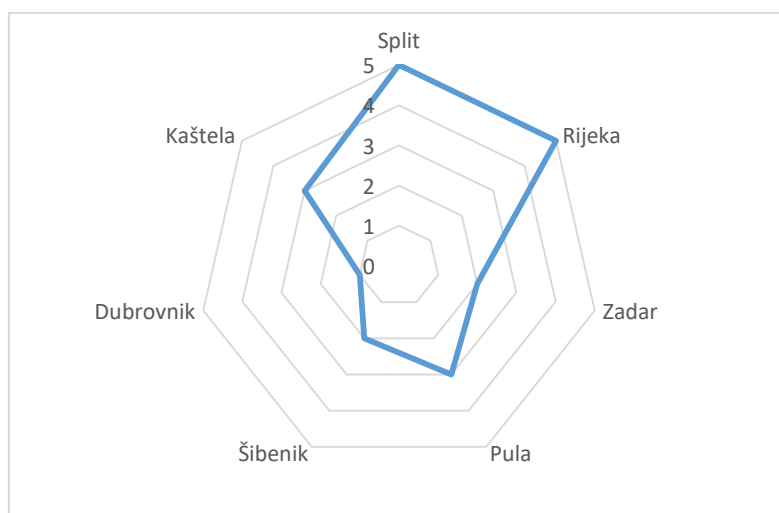 Split
5
4
Kaštela
Rijeka
3
2
1
0
Dubrovnik
Zadar
Šibenik
Pula